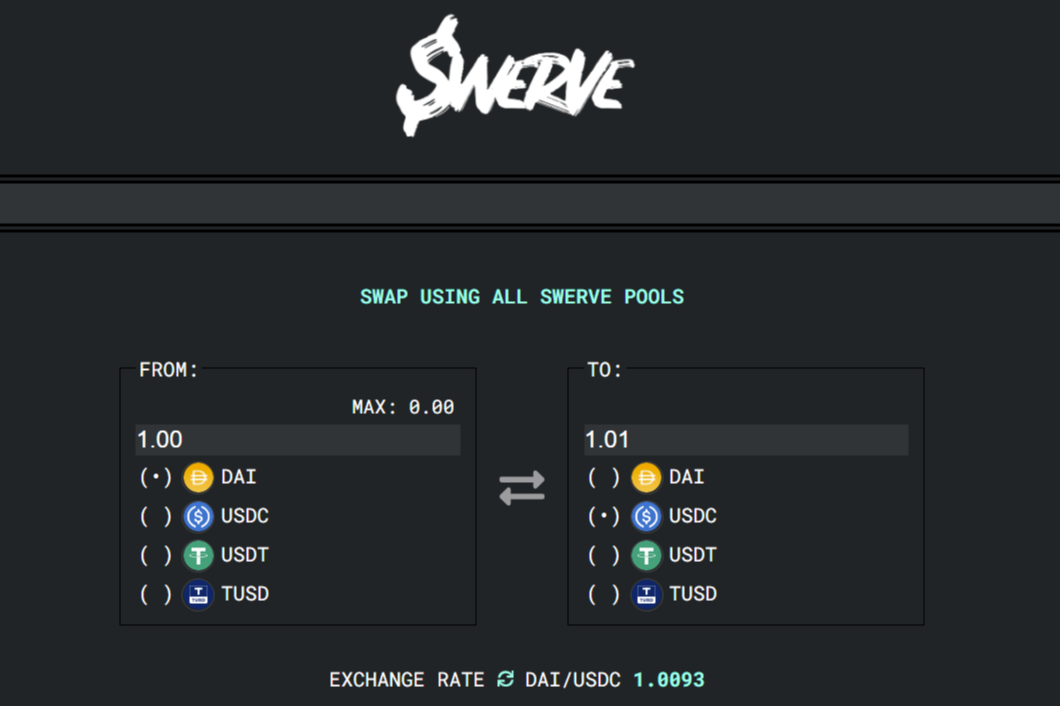 $WERVE
SWAP USING ALL SWERVE POOLS
FROM:
MAX: 0.00
1.00
(•) DAI
( ) USDC
( ) USDT
( ) TUSD
TO:
1.01
( ) DAI
(•) USDC
( ) USDT
( ) TUSD
EXCHANGE RATE DAI/USDC 1.0093